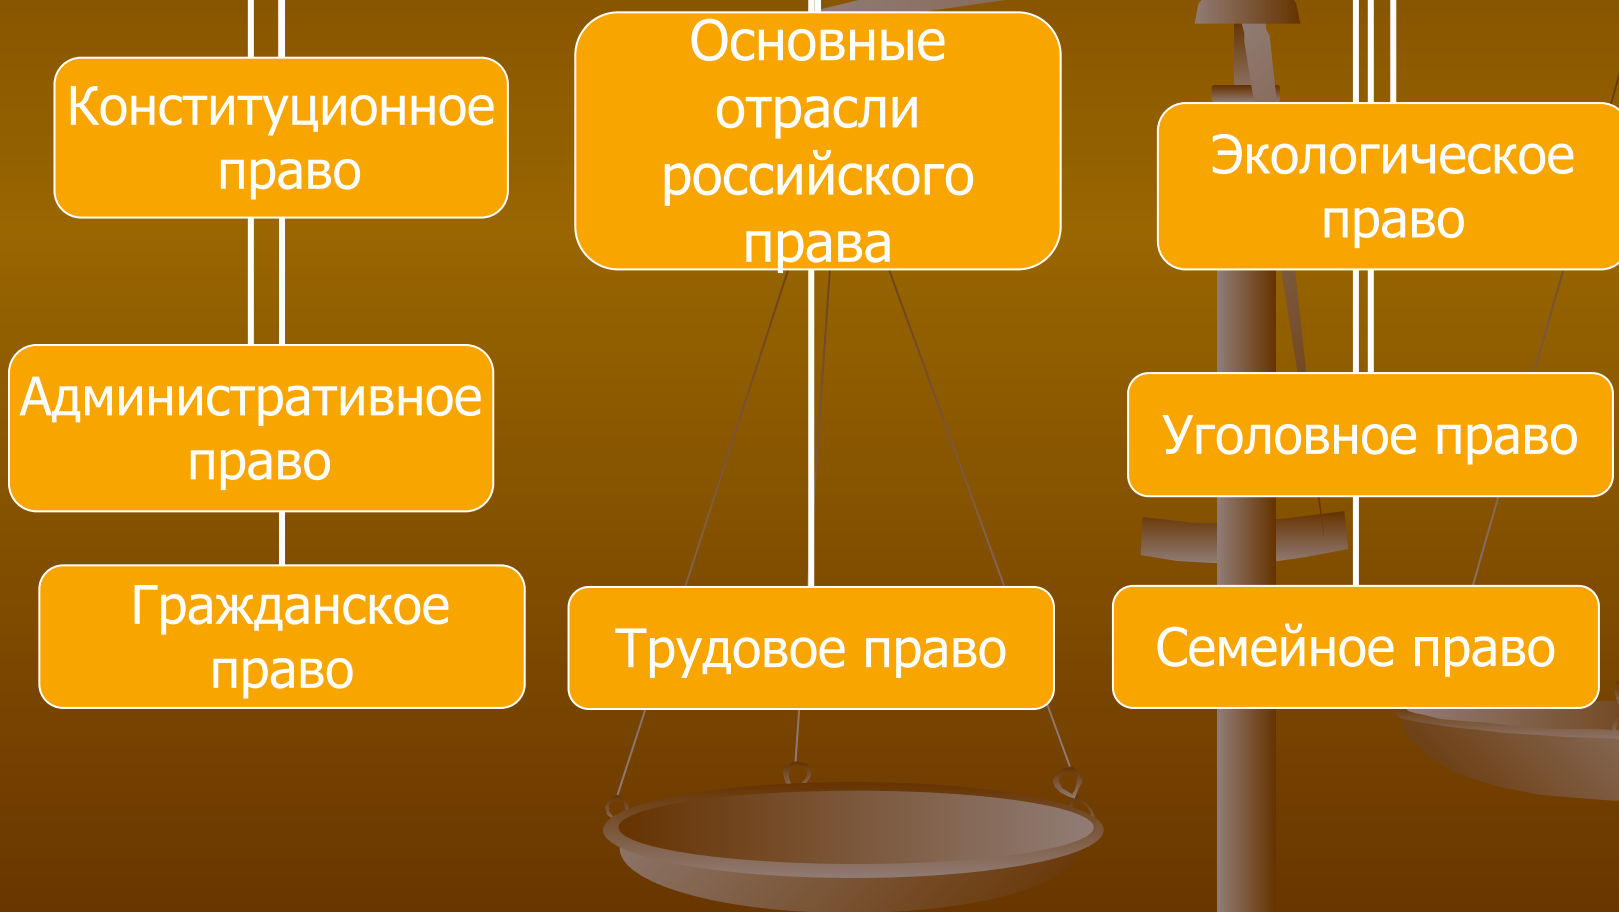 Основные
отрасли
российского
права
Конституционное
право
Административное
право
Гражданское
право
Трудовое право
Экологическое
право
Уголовное право
Семейное право